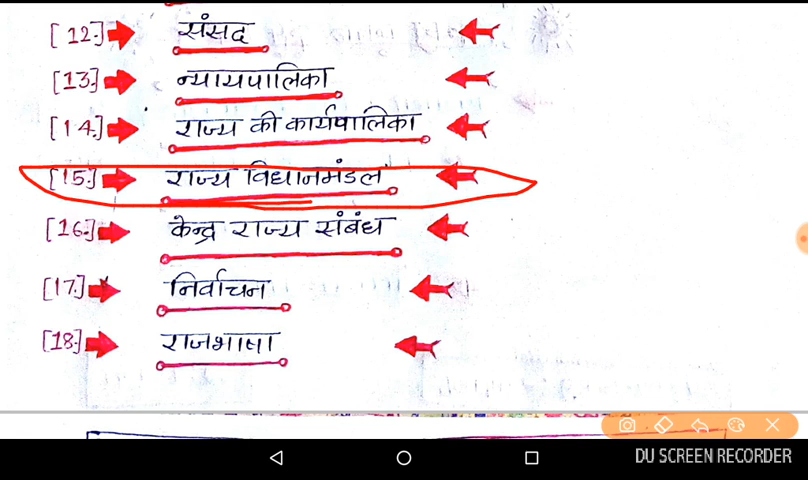 [12.] संसद
[13.] न्यायपालिका
[14.] राज्य की कार्यपालिका
[15.] राज्य विधानमंडल
[16.] केन्द्र राज्य संबंध
[17.] निर्वाचन
[18.] राजभाषा
DU SCREEN RECORDER